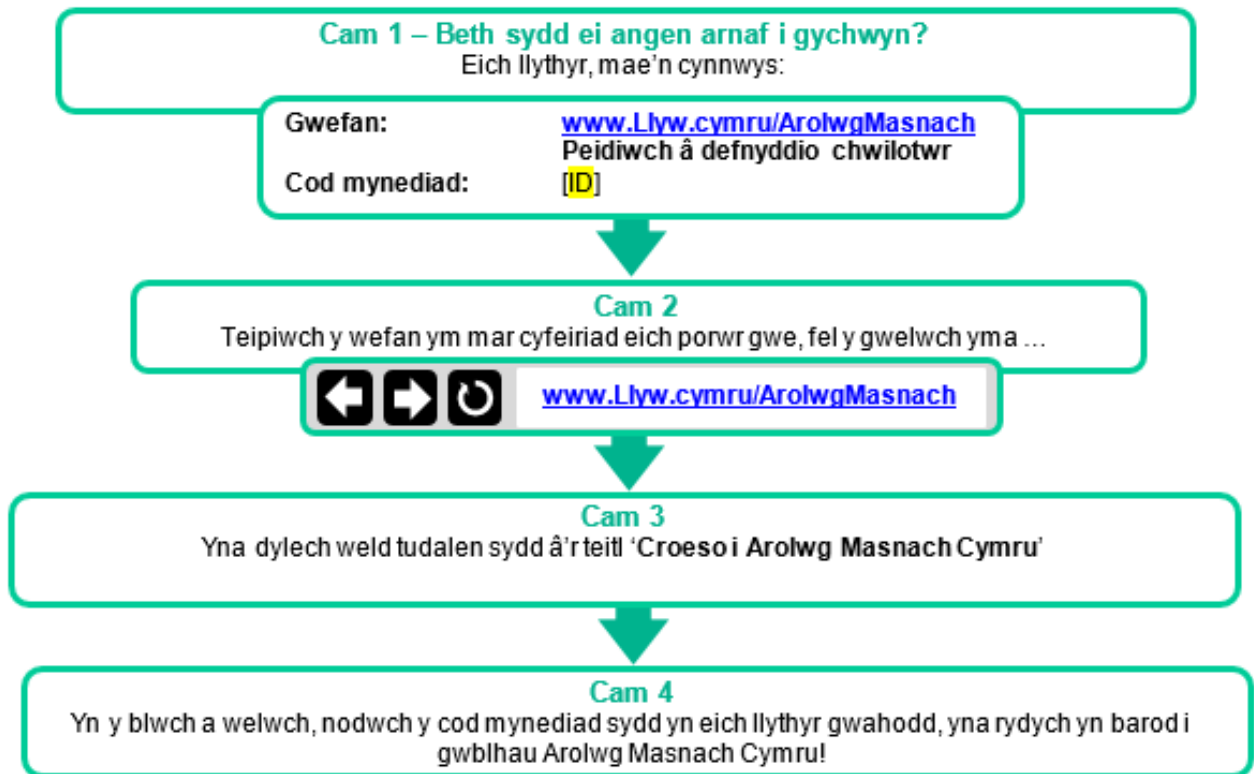 Cam 1 – Beth sydd ei angen arnaf i gychwyn?
Eich llythyr, mae'n cynnwys:
Gwefan: www.Llyw.cymru/ArolwgMasnach
Peidiwch â defnyddio chwilotwr
Cod mynediad: [ID]
Cam 2
Teipiwch y wefan ym mar cyfeiriad eich porwr gwe, fel y gwelwch yma ...
www.Llyw.cymru/ArolwgMasnach
Cam 3
Yna dylech weld tudalen sydd â'r teitl 'Croeso i Arolwg Masnach Cymru'
Cam 4
Yn y blwch a welwch, nodwch y cod mynediad sydd yn eich llythyr gwahodd, yna rydych yn barod i
gwblhau Arolwg Masnach Cymru!